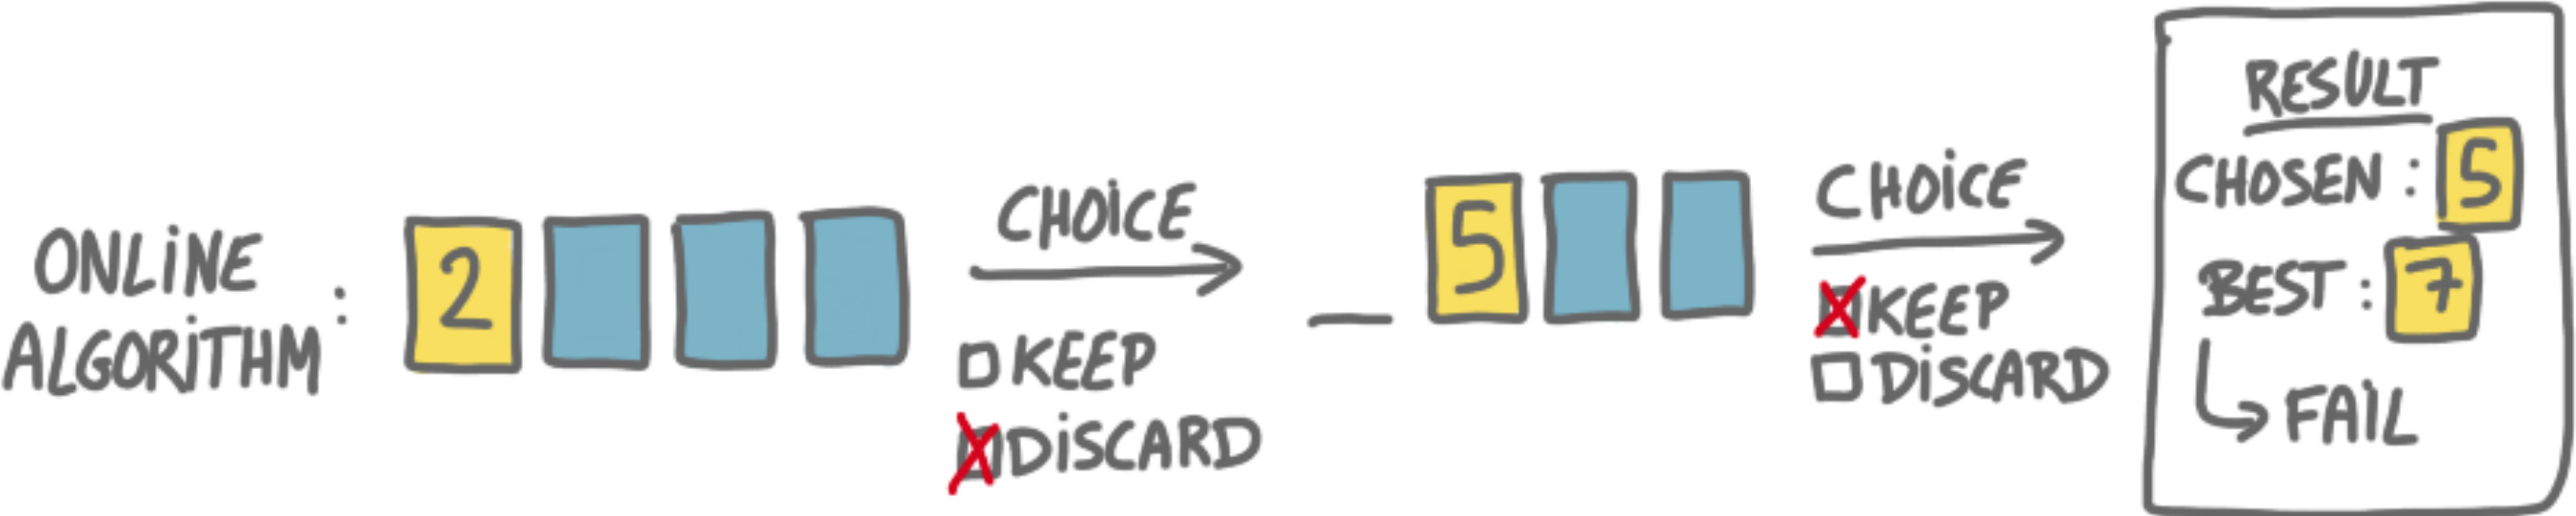 ONLINE
ALGORITHM :
2
CHOICE
KEEP
DISCARD
5
CHOICE
KEEP
DISCARD
RESULT
CHOSEN : 5
BEST : 7
FAIL